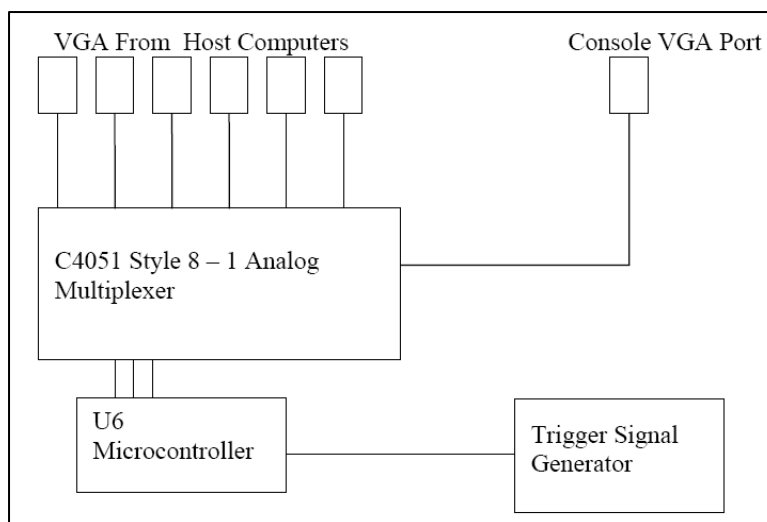 VGA From Host Computers
Console VGA Port
C4051 Style 8 – 1 Analog
Multiplexer
U6
Microcontroller
Trigger Signal
Generator